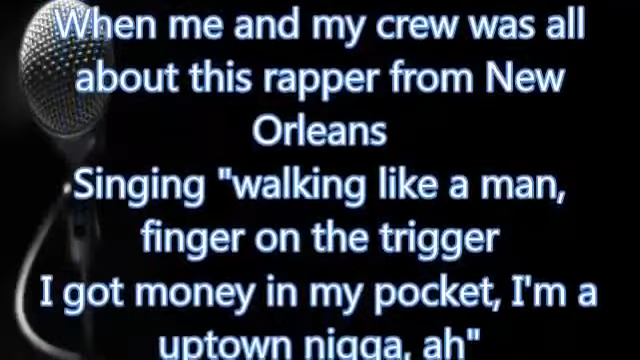 When me and my crew was all
about this rapper from New
Orleans
Singing "walking like a man,
finger on the trigger
I got money in my pocket, I'm a
uptown nigga, ah"